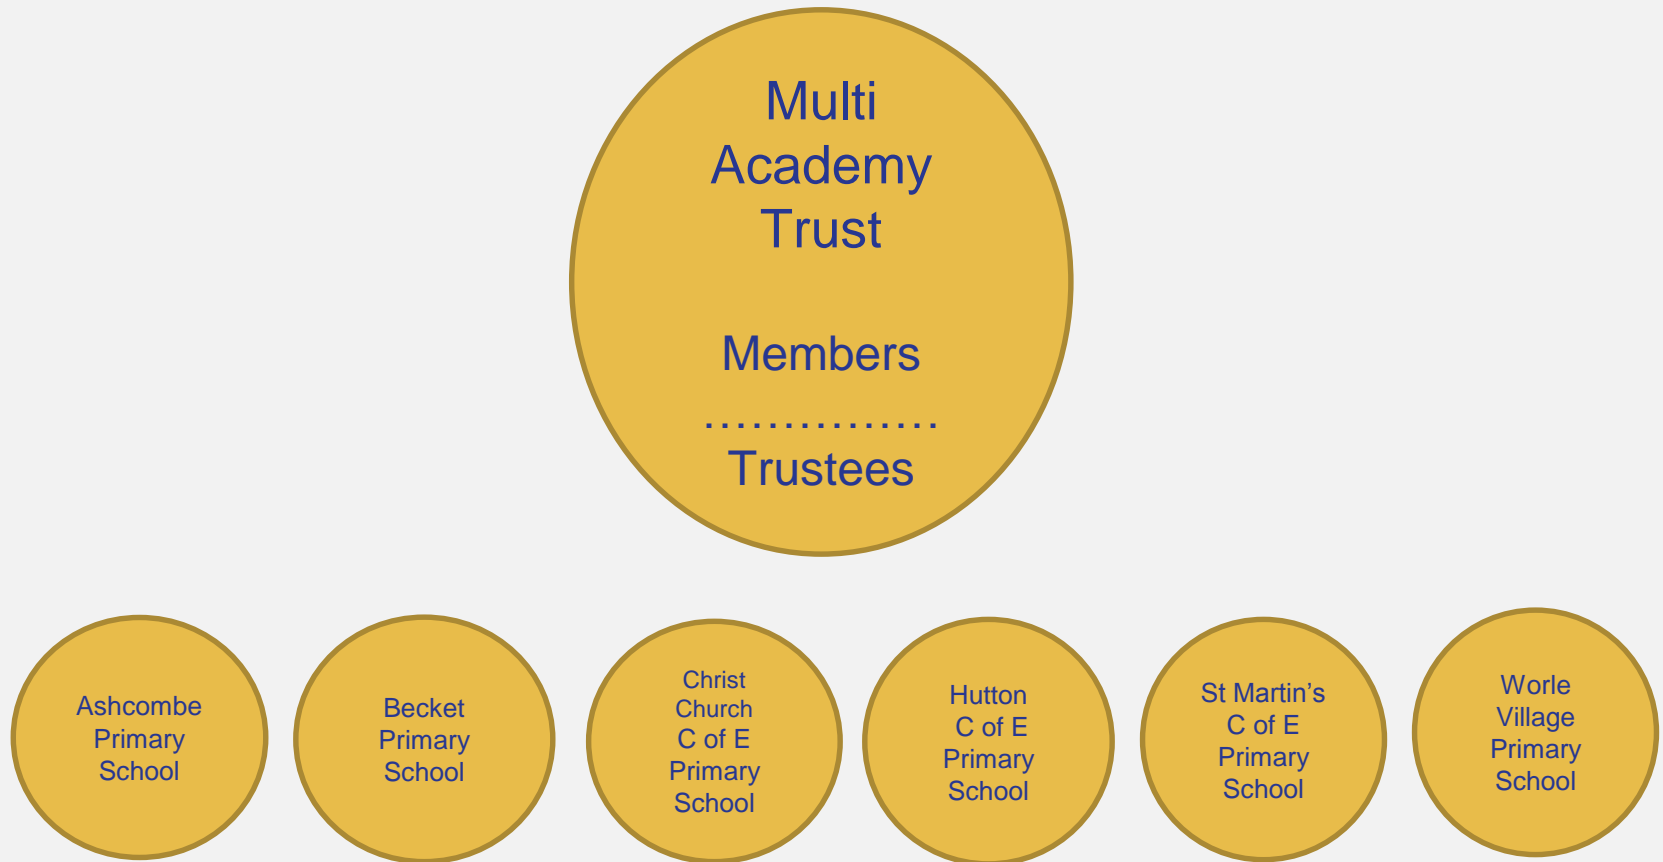 Multi
Academy
Trust
Members
……………
Trustees
Ashcombe
Primary
School
Becket
Primary
School
Christ
Church
C of E
Primary
School
Hutton
C of E
Primary
School
St Martin’s
C of E
Primary
School
Worle
Village
Primary
School